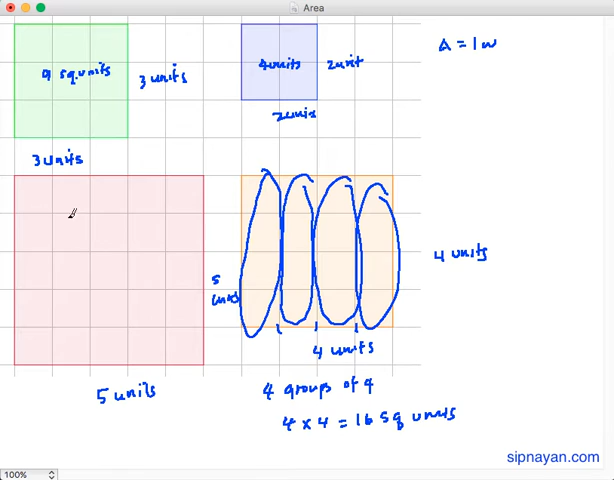 Area
9 sq units
3 units
3 units
4 units
2 unit
2 units
A = l w
5 units
5 units
4 units
4 units
4 groups of 4
4 x 4 = 16 sq units
sipnayan.com
100%